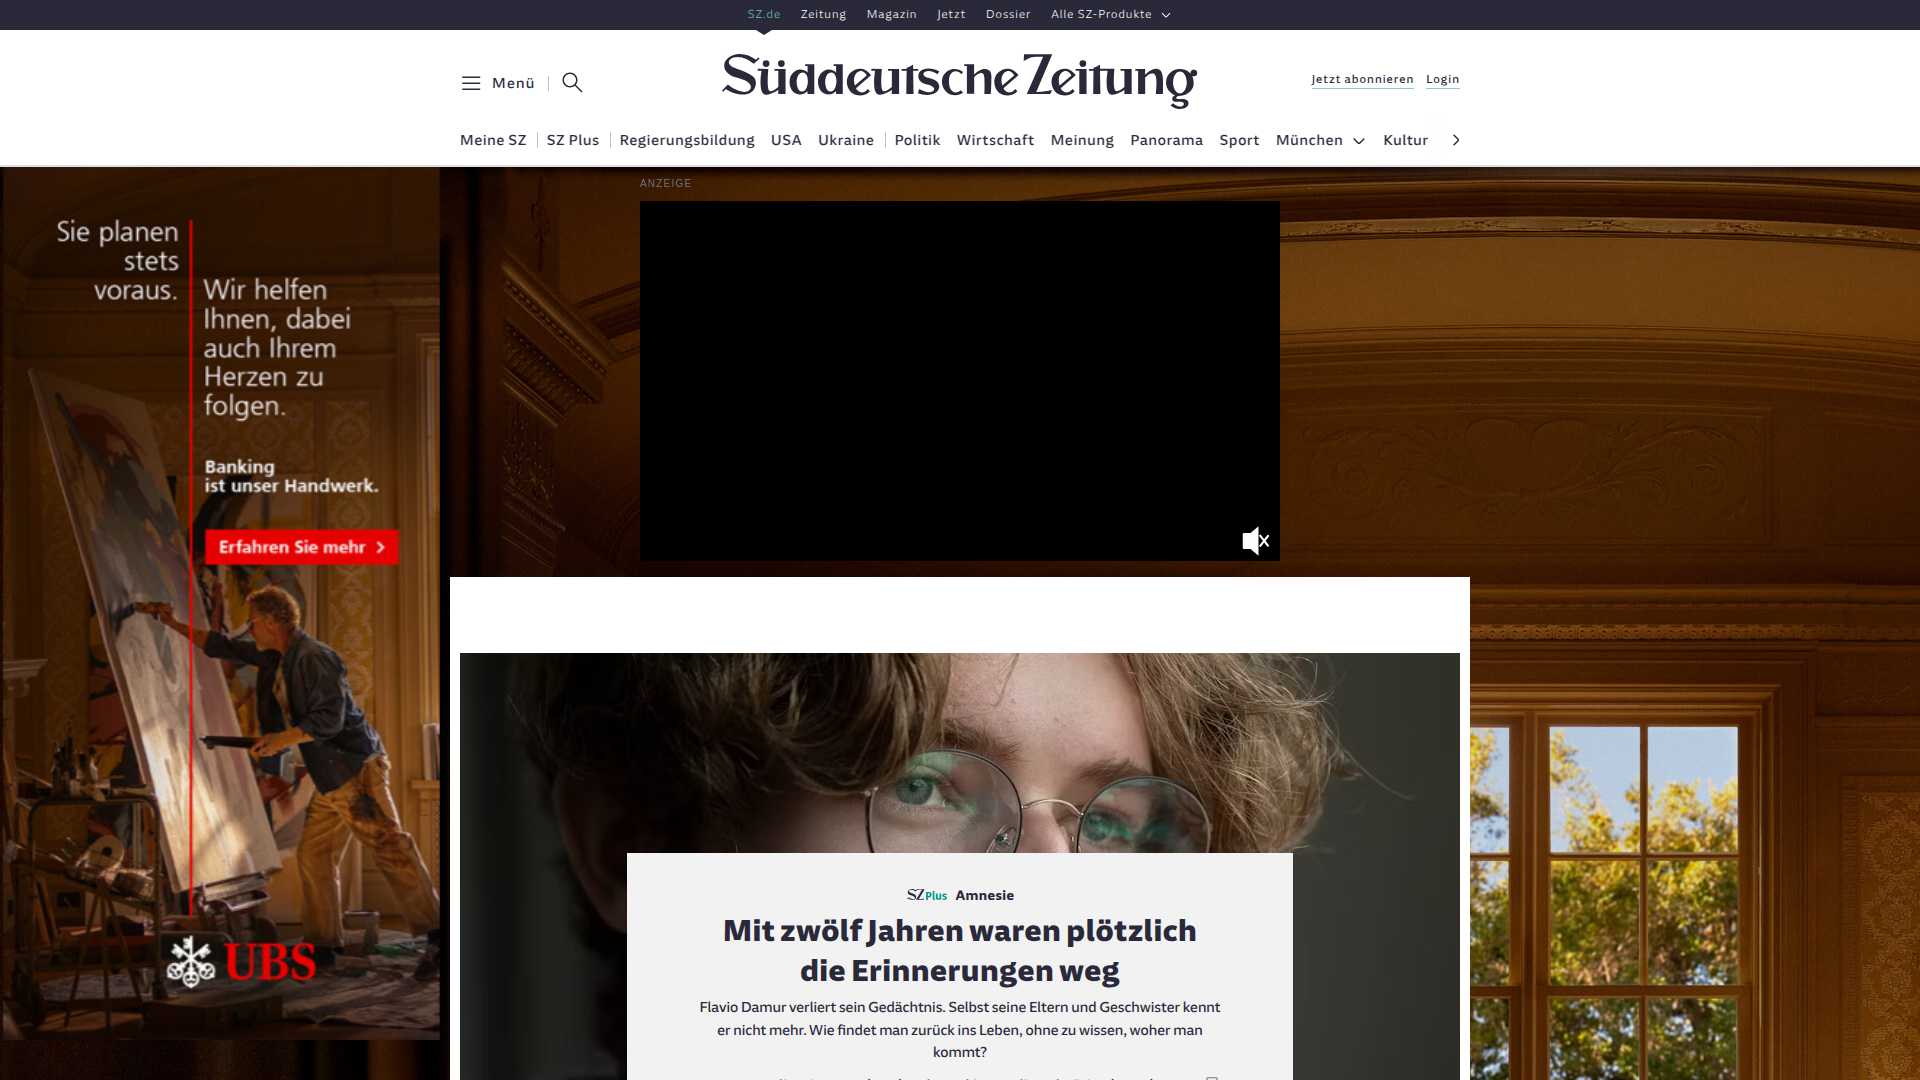 SZ.de Zeitung Magazin Jetzt Dossier Alle SZ-Produkte
Menü
Süddeutsche Zeitung
Jetzt abonnieren Login
Meine SZ SZ Plus Regierungsbildung USA Ukraine Politik Wirtschaft Meinung Panorama Sport München Kultur
ANZEIGE
Sie planen
stets
voraus.
Wir helfen
Ihnen, dabei
auch Ihrem
Herzen zu
folgen.
Banking
ist unser Handwerk.
Erfahren Sie mehr
UBS
SZ Plus Amnesie
Mit zwölf Jahren waren plötzlich
die Erinnerungen weg
Flavio Damur verliert sein Gedächtnis. Selbst seine Eltern und Geschwister kennt
er nicht mehr. Wie findet man zurück ins Leben, ohne zu wissen, woher man
kommt?